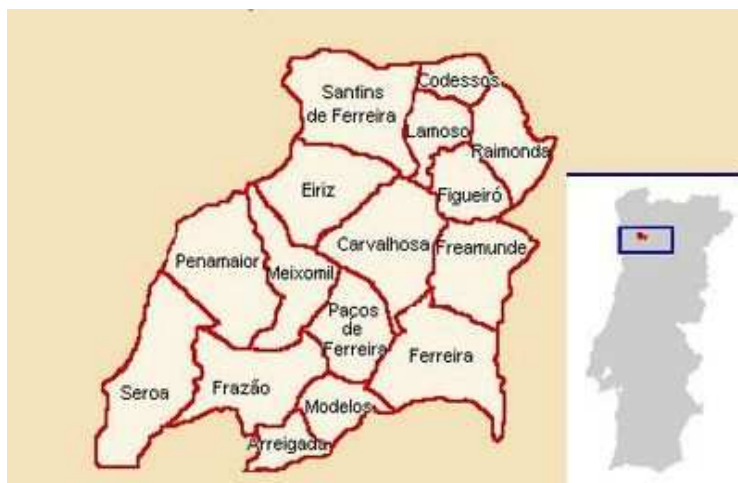 Codessos
Santins
de Ferreira
Lamoso
Raimonda
Eiriz
Figueiró
Carvalhosa
Freamunde
Penamaior
Meixomil
Paços
de
Ferreira
Ferreira
Seroa
Frazão
Modelos
Arreigada